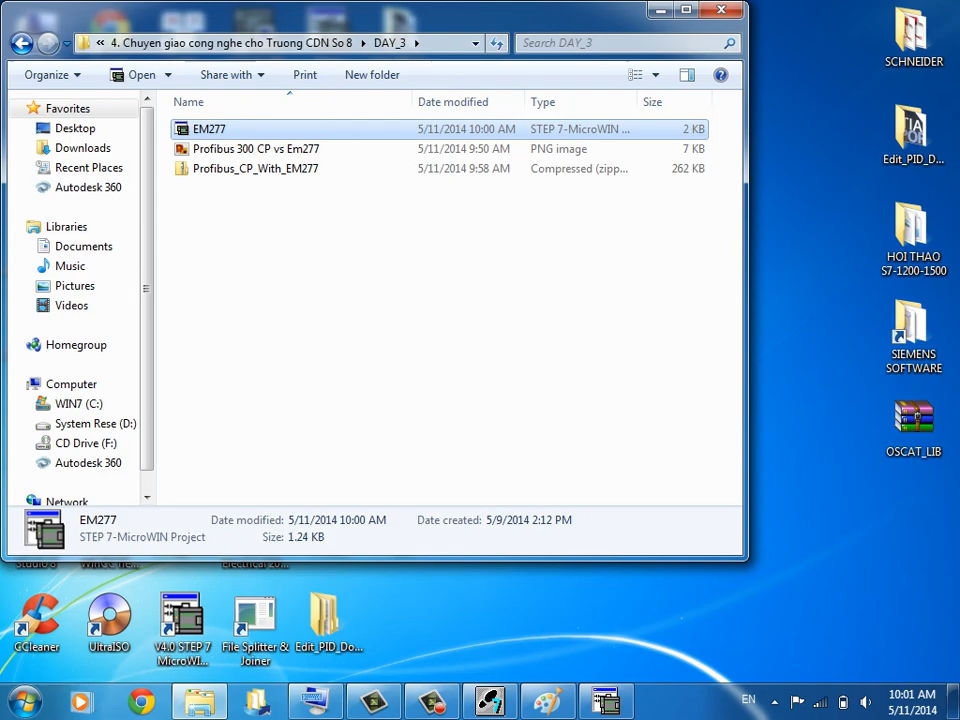 « 4. Chuyen giao cong nghe cho Truong CDN So 8 DAY_3
Search DAY_3
Organize Open Share with Print New folder
Name Date modified Type Size
EM277 5/11/2014 10:00 AM STEP 7-MicroWIN ... 2 KB
Profibus 300 CP vs Em277 5/11/2014 9:50 AM PNG image 7 KB
Profibus_CP_With_EM277 5/11/2014 9:58 AM Compressed (zipp... 262 KB
Favorites
Desktop
Downloads
Recent Places
Autodesk 360
Libraries
Documents
Music
Pictures
Videos
Homegroup
Computer
WIN7 (C:)
System Rese (D:)
CD Drive (F:)
Autodesk 360
Network
EM277 Date modified: 5/11/2014 10:00 AM Date created: 5/9/2014 2:12 PM
STEP 7-MicroWIN Project Size: 1.24 KB
SCHNEIDER
TIA
POR
Edit_PID_D...
HOI THAO
S7-1200-1500
SIEMENS
SOFTWARE
OSCAT_LIB
CCleaner
UltraISO
V4.0 STEP 7
MicroWI...
File Splitter &
Joiner
Edit_PID_Do...
EN
10:01 AM
5/11/2014